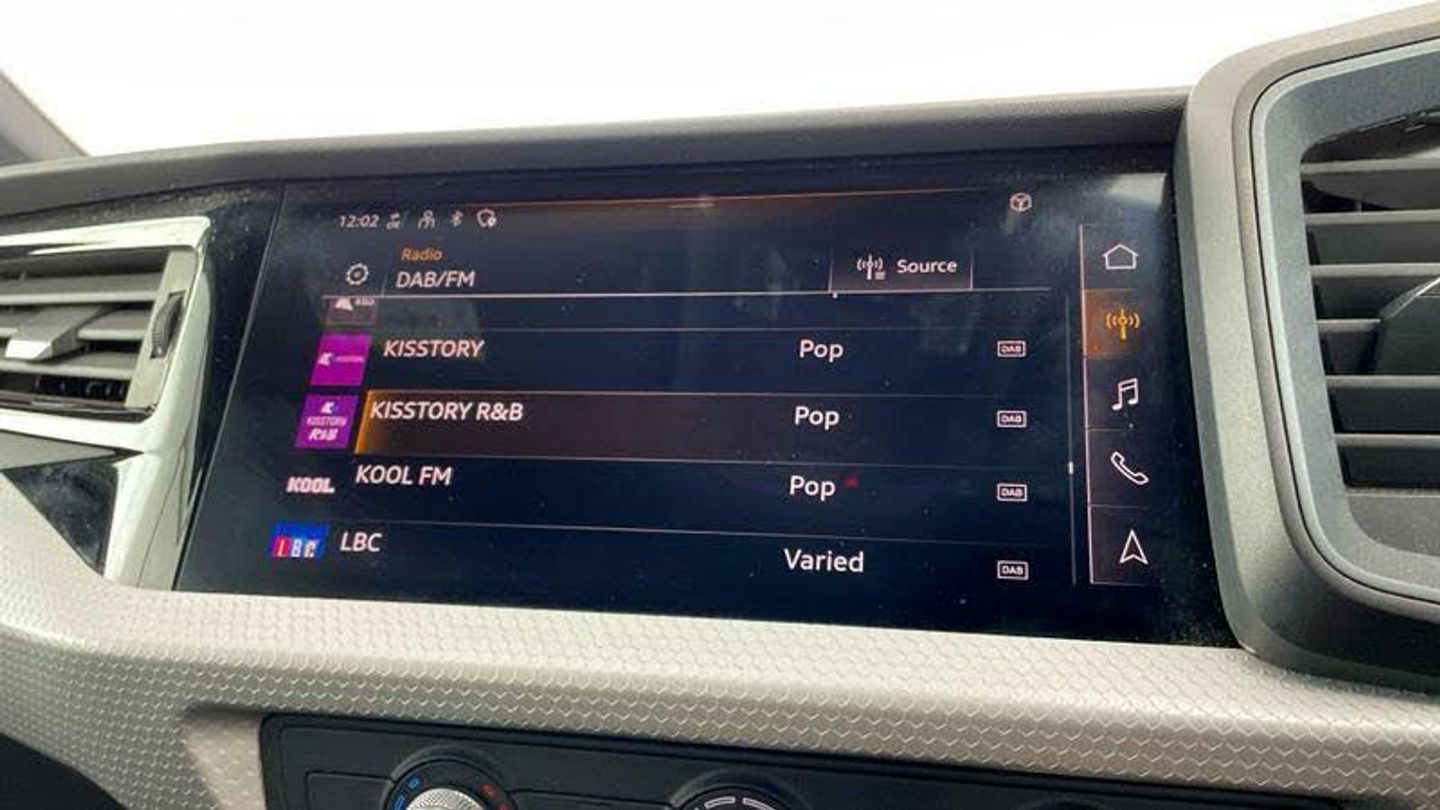 12:02
Radio
DAB/FM
Source
KISSTORY Pop DAB
KISSTORY R&B KISSTORY R&B Pop DAB
KOOL KOOL FM Pop DAB
LBC LBC Varied DAB